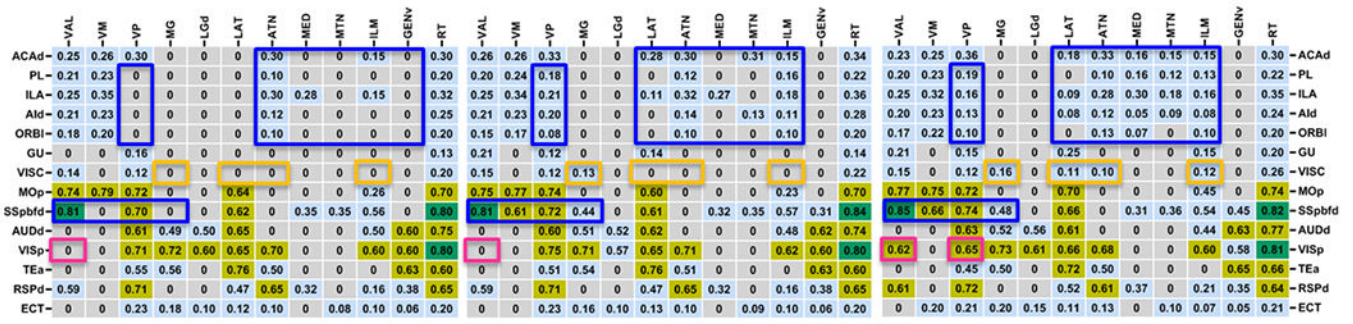 VAL VM VP MG LGd LAT ATN MED MTN ILM GENv RT VAL VM VP MG LGd LAT ATN MED MTN ILM GENv RT VAL VM VP MG LGd LAT ATN MED MTN ILM GENv RT
ACAd 0.25 0.26 0.30 0 0 0 0.30 0 0 0.15 0 0.30 0.26 0.26 0.33 0 0 0.28 0.30 0 0.31 0.15 0 0.34 0.23 0.25 0.36 0 0 0.18 0.33 0.16 0.15 0.15 0 0.30 ACAd
PL 0.21 0.23 0 0 0 0 0.10 0 0 0 0 0.20 0.20 0.24 0.18 0 0 0 0.12 0 0 0.16 0 0.22 0.20 0.23 0.19 0 0 0 0.10 0.16 0.12 0.13 0 0.22 PL
ILA 0.25 0.35 0 0 0 0 0.30 0.28 0 0.15 0 0.32 0.25 0.34 0.21 0 0 0.11 0.32 0.27 0 0.18 0 0.36 0.25 0.32 0.16 0 0 0.09 0.28 0.30 0.18 0.16 0 0.35 ILA
AId 0.21 0.23 0 0 0 0 0.12 0 0 0 0 0.25 0.21 0.23 0.20 0 0 0 0.14 0 0.13 0.11 0 0.28 0.20 0.23 0.13 0 0 0.08 0.12 0.05 0.09 0.08 0 0.24 AId
ORBl 0.18 0.20 0 0 0 0 0.10 0 0 0 0 0.20 0.15 0.17 0.08 0 0 0 0.10 0 0 0.10 0 0.20 0.17 0.22 0.10 0 0 0 0.13 0.07 0 0.10 0 0.20 ORBl
GU 0 0 0.16 0 0 0 0 0 0 0 0 0.13 0.21 0 0.12 0 0 0.14 0 0 0 0 0 0.14 0.21 0 0.15 0 0 0.25 0 0 0 0.15 0 0.20 GU
VISC 0.14 0 0.12 0 0 0 0 0 0 0 0 0.20 0.15 0 0.12 0.13 0 0 0 0 0 0 0 0.22 0.15 0 0.12 0.16 0 0.11 0.10 0 0 0.12 0 0.26 VISC
MOp 0.74 0.79 0.72 0 0 0.64 0 0 0 0.26 0 0.70 0.75 0.77 0.74 0 0 0.60 0 0 0 0.23 0 0.70 0.77 0.75 0.72 0 0 0.70 0 0 0 0.45 0 0.74 MOp
SSpbfd 0.81 0 0.70 0 0 0.62 0 0.35 0.35 0.56 0 0.80 0.81 0.61 0.72 0.44 0 0.61 0 0.32 0.35 0.57 0.31 0.84 0.85 0.66 0.74 0.48 0 0.66 0 0.31 0.36 0.54 0.45 0.82 SSpbfd
AUDd 0 0 0.61 0.49 0.50 0.65 0 0 0 0.50 0.60 0.75 0 0 0.60 0.51 0.52 0.62 0 0 0 0.48 0.62 0.74 0 0 0.63 0.52 0.56 0.61 0 0 0 0.44 0.63 0.77 AUDd
VISp 0 0 0.71 0.72 0.60 0.65 0.70 0 0 0.60 0.60 0.80 0 0 0.75 0.71 0.57 0.65 0.71 0 0 0.62 0.60 0.80 0.62 0 0.65 0.73 0.61 0.66 0.68 0 0 0.60 0.58 0.81 VISp
TEa 0 0 0.55 0.56 0 0.76 0.50 0 0 0 0.63 0.60 0 0 0.51 0.54 0 0.76 0.51 0 0 0 0.63 0.60 0 0 0.45 0.50 0 0.72 0.50 0 0 0 0.65 0.66 TEa
RSPd 0.59 0 0.71 0 0 0.47 0.65 0.32 0 0.16 0.38 0.65 0.59 0 0.71 0 0 0.47 0.65 0.32 0 0.16 0.38 0.65 0.61 0 0.72 0 0 0.52 0.61 0.37 0 0.21 0.35 0.64 RSPd
ECT 0 0 0.23 0.18 0.10 0.12 0.10 0 0.08 0.10 0.06 0.20 0 0 0.23 0.16 0.10 0.13 0.10 0 0.09 0.10 0.06 0.20 0 0.20 0.20 0.20 0.15 0.11 0.13 0 0.10 0.07 0.05 0.21 ECT